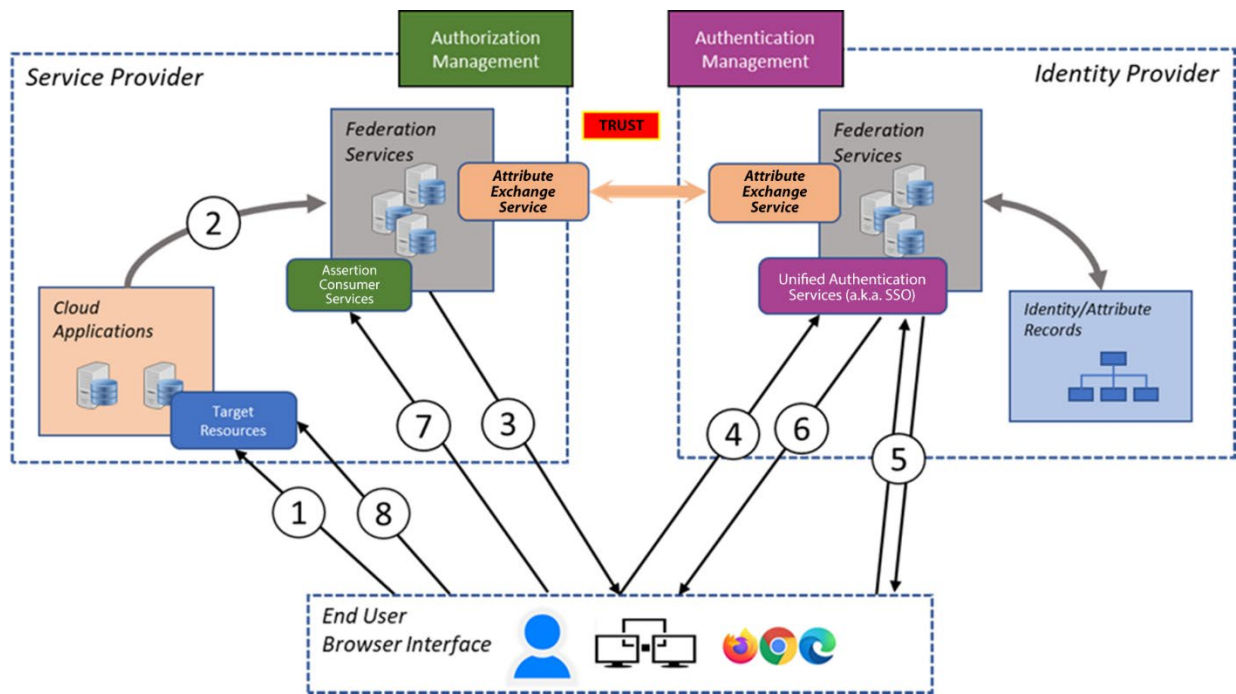 Authorization
Management
Authentication
Management
Service Provider
Identity Provider
TRUST
Federation
Services
Attribute
Exchange
Service
Attribute
Exchange
Service
Federation
Services
2
Assertion
Consumer
Services
Unified Authentication
Services (a.k.a. SSO)
Cloud
Applications
Identity/Attribute
Records
Target
Resources
7
3
4
6
5
1
8
End User
Browser Interface